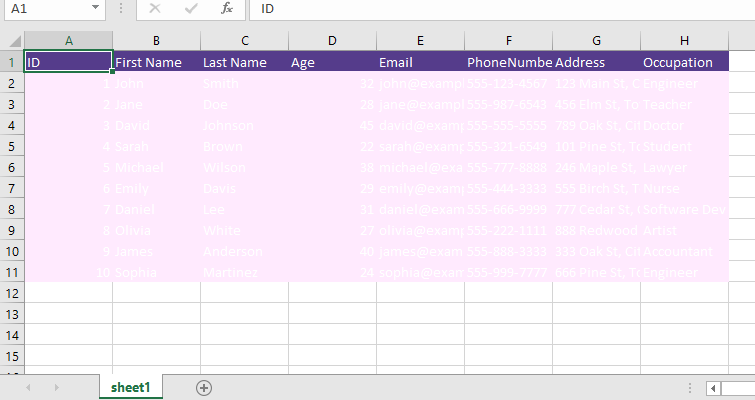 A1 fx ID
A B C D E F G H
1 ID First Name Last Name Age Email PhoneNumbe Address Occupation
2 1 John Smith 32 john@exampl 555-123-4567 123 Main St, C Engineer
3 2 Jane Doe 28 jane@examp 555-987-6543 456 Elm St, To Teacher
4 3 David Johnson 45 david@examp 555-555-5555 789 Oak St, Cit Doctor
5 4 Sarah Brown 22 sarah@examp 555-321-6549 101 Pine St, To Student
6 5 Michael Wilson 38 michael@exa 555-777-8888 246 Maple St, Lawyer
7 6 Emily Davis 29 emily@examp 555-444-3333 555 Birch St, T Nurse
8 7 Daniel Lee 31 daniel@exam 555-666-9999 777 Cedar St, Software Dev
9 8 Olivia White 27 olivia@examp 555-222-1111 888 Redwood Artist
10 9 James Anderson 40 james@exam 555-888-3333 333 Oak St, Cit Accountant
11 10 Sophia Martinez 24 sophia@exam 555-999-7777 666 Pine St, To Engineer
12
13
14
15
sheet1